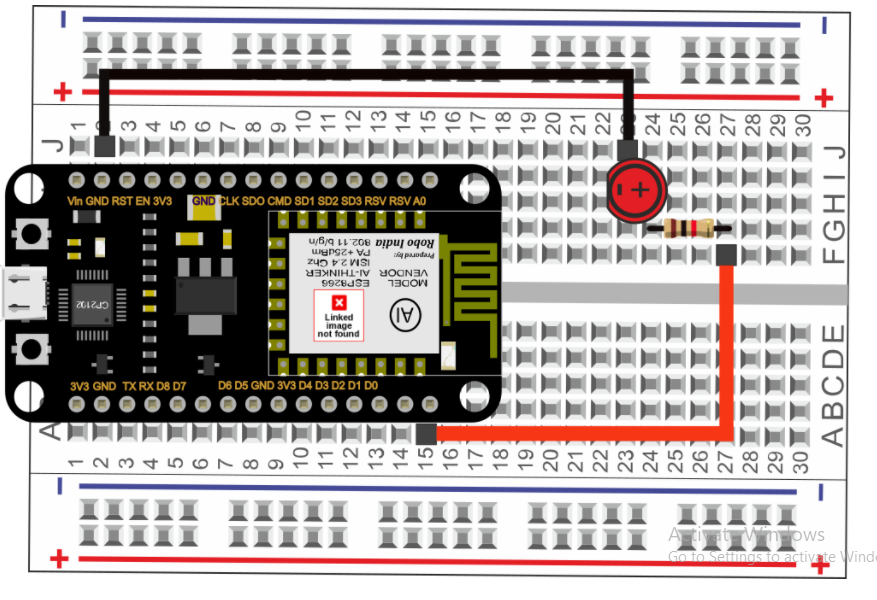 - -
+ +
1 2 3 4 5 6 7 8 9 10 11 12 13 14 15 16 17 18 19 20 21 22 23 24 25 26 27 28 29 30
J J
I
H
G
F
Vin GND RST EN 3V3 GND CLK SDO CMD SD1 SD2 SD3 RSV RSV A0
- +
Robo India
Prepared by:
802.11 b/g/n
PA +25dBm
ISM 2.4 Ghz
AI-THINKER
ESP8266
VENDOR
MODEL
AI
CP2102
Linked
image
not found
3V3 GND TX RX D8 D7 D6 D5 GND 3V3 D4 D3 D2 D1 D0
E
D
C
B
A A
1 2 3 4 5 6 7 8 9 10 11 12 13 14 15 16 17 18 19 20 21 22 23 24 25 26 27 28 29 30
- -
Activate Windows
Go to Settings to activate Wind
+ +